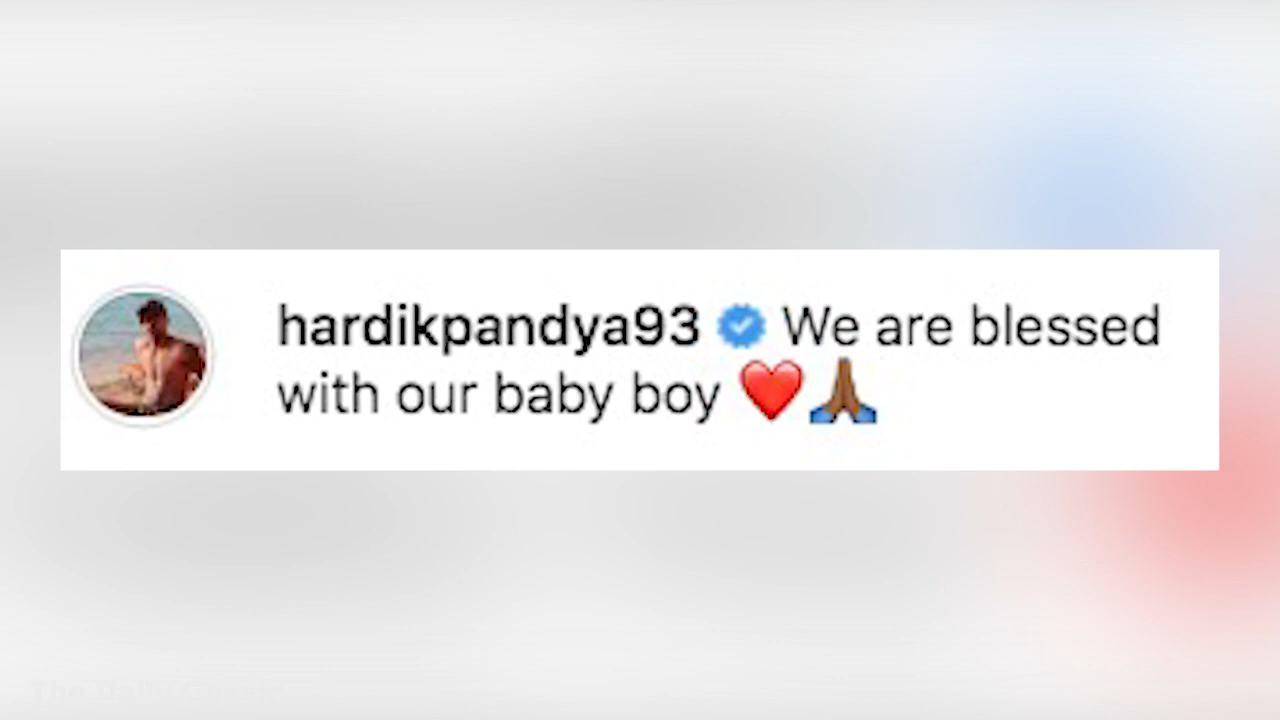 hardikpandya93 We are blessed
with our baby boy ❤️🙏🏾